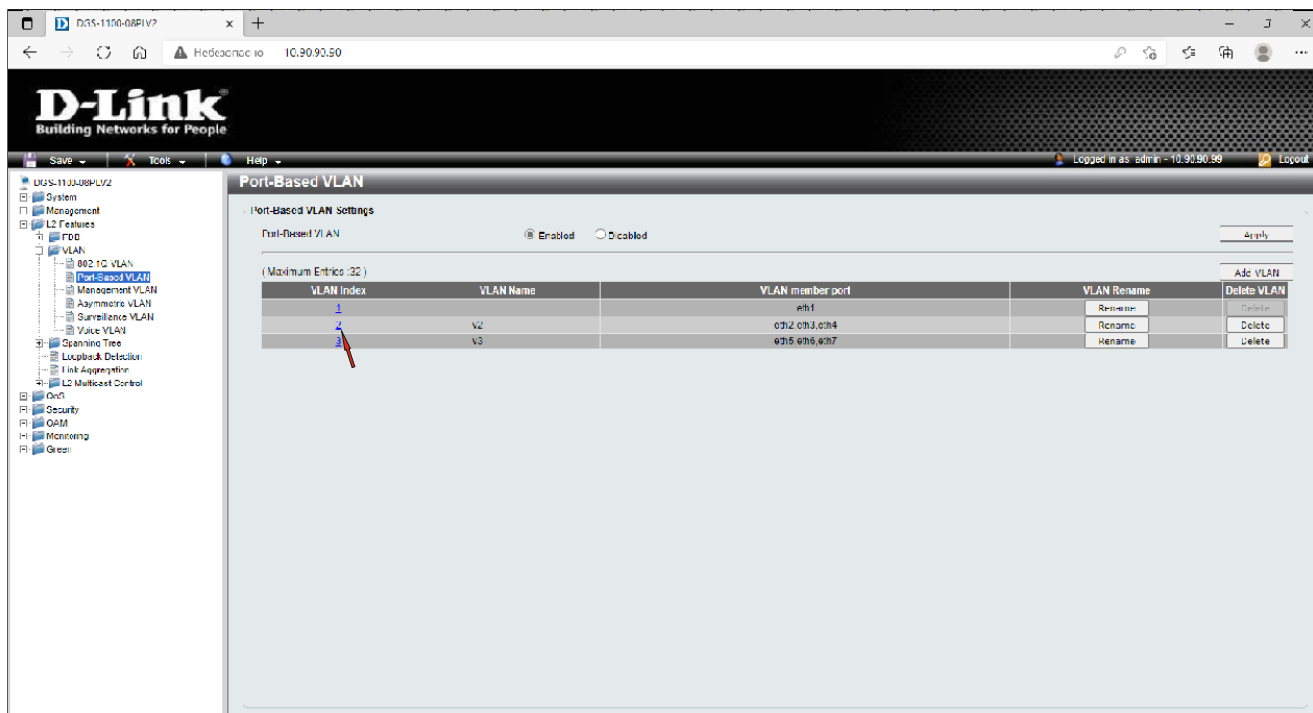 DGS-1100-08PLV2
Небезопасно 10.90.90.90
D-Link
Building Networks for People
Save Tools Help Logged in as admin - 10.90.90.99 Logout
DGS-1100-08PLV2
System
Management
L2 Features
FDB
VLAN
802.1Q VLAN
Port-Based VLAN
Management VLAN
Asymmetric VLAN
Surveillance VLAN
Voice VLAN
Spanning Tree
Loopback Detection
Link Aggregation
L2 Multicast Control
QoS
Security
OAM
Monitoring
Green
Port-Based VLAN
Port-Based VLAN Settings
Port-Based VLAN Enabled Disabled Apply
( Maximum Entries :32 ) Add VLAN
VLAN Index VLAN Name VLAN member port VLAN Rename Delete VLAN
1 eth1 Rename Delete
2 v2 eth2,eth3,eth4 Rename Delete
3 v3 eth5,eth6,eth7 Rename Delete